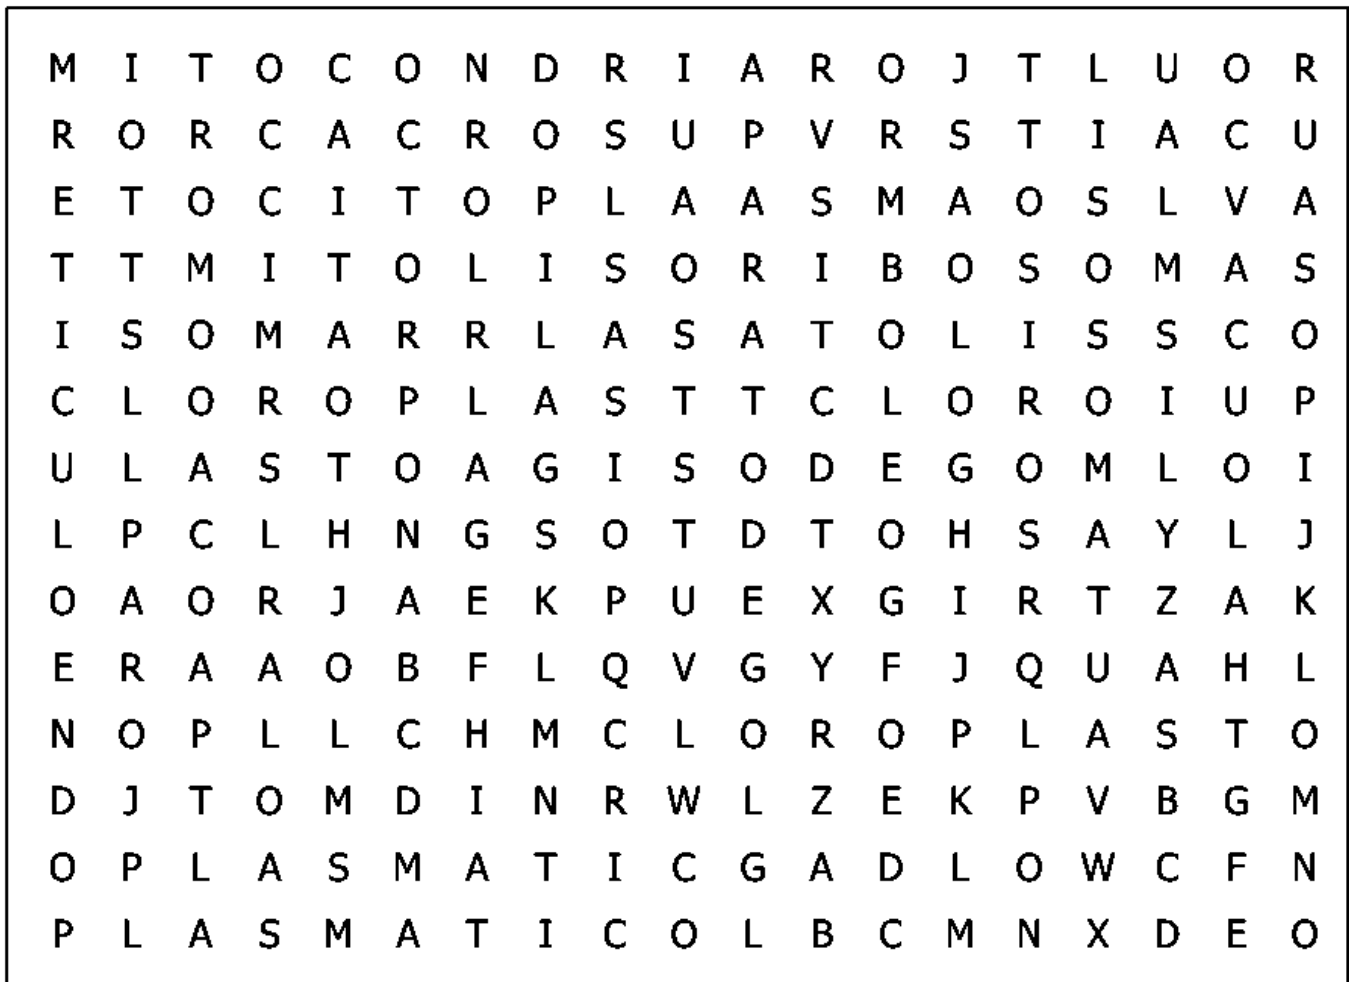 M I T O C O N D R I A R O J T L U O R
R O R C A C R O S U P V R S T I A C U
E T O C I T O P L A A S M A O S L V A
T T M I T O L I S O R I B O S O M A S
I S O M A R R L A S A T O L I S S C O
C L O R O P L A S T T C L O R O I U P
U L A S T O A G I S O D E G O M L O I
L P C L H N G S O T D T O H S A Y L J
O A O R J A E K P U E X G I R T Z A K
E R A A O B F L Q V G Y F J Q U A H L
N O P L L C H M C L O R O P L A S T O
D J T O M D I N R W L Z E K P V B G M
O P L A S M A T I C G A D L O W C F N
P L A S M A T I C O L B C M N X D E O